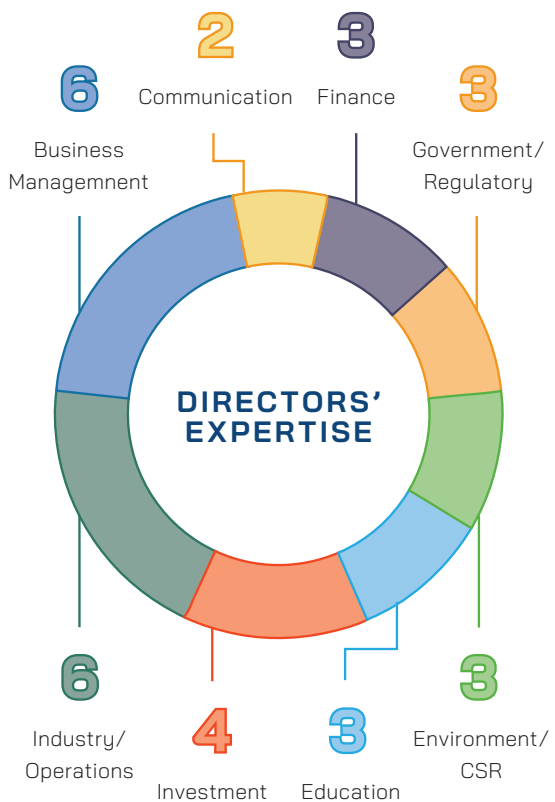 2
Communication
3
Finance
6
Business
Managemnent
3
Government/
Regulatory
DIRECTORS'
EXPERTISE
6
Industry/
Operations
4
Investment
3
Education
3
Environment/
CSR